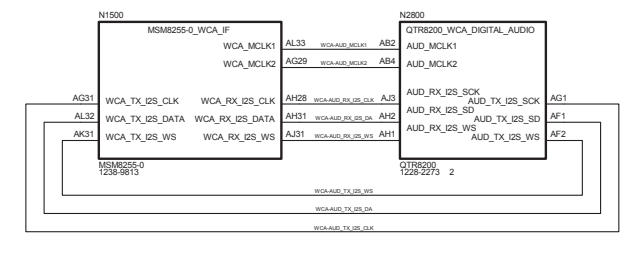 N1500 N2800
MSM8255-0_WCA_IF QTR8200_WCA_DIGITAL_AUDIO
WCA_MCLK1 AL33 WCA-AUD_MCLK1 AB2 AUD_MCLK1
WCA_MCLK2 AG29 WCA-AUD_MCLK2 AB4 AUD_MCLK2
AG31 WCA_TX_I2S_CLK WCA_RX_I2S_CLK AH28 WCA-AUD_RX_I2S_CLK AJ3 AUD_RX_I2S_SCK AUD_TX_I2S_SCK AG1
AL32 WCA_TX_I2S_DATA WCA_RX_I2S_DATA AH31 WCA-AUD_RX_I2S_DA AH2 AUD_RX_I2S_SD AUD_TX_I2S_SD AF1
AK31 WCA_TX_I2S_WS WCA_RX_I2S_WS AJ31 WCA-AUD_RX_I2S_WS AH1 AUD_RX_I2S_WS AUD_TX_I2S_WS AF2
MSM8255-0 QTR8200
1238-9813 1228-2273 2
WCA-AUD_TX_I2S_WS
WCA-AUD_TX_I2S_DA
WCA-AUD_TX_I2S_CLK